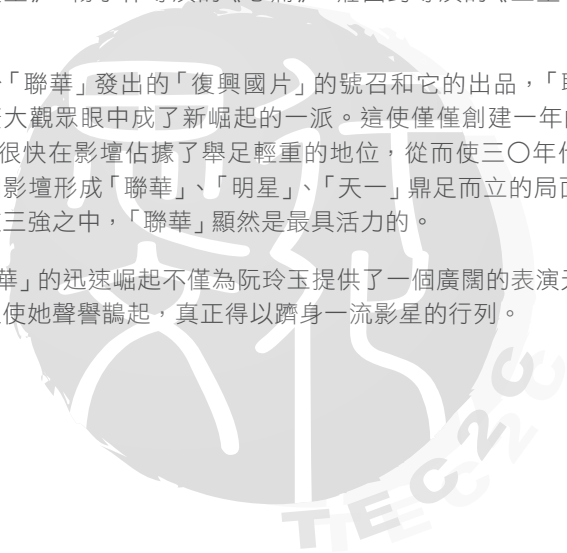 「聯華」發出的「復興國片」的號召和它的出品，「
大觀眾眼中成了新崛起的一派。這使僅僅創建一年
很快在影壇佔據了舉足輕重的地位，從而使三〇年
影壇形成「聯華」、「明星」、「天一」鼎足而立的局面
三強之中，「聯華」顯然是最具活力的。
華」的迅速崛起不僅為阮玲玉提供了一個廣闊的表演
使她聲譽鵲起，真正得以躋身一流影星的行列。
TEC2C